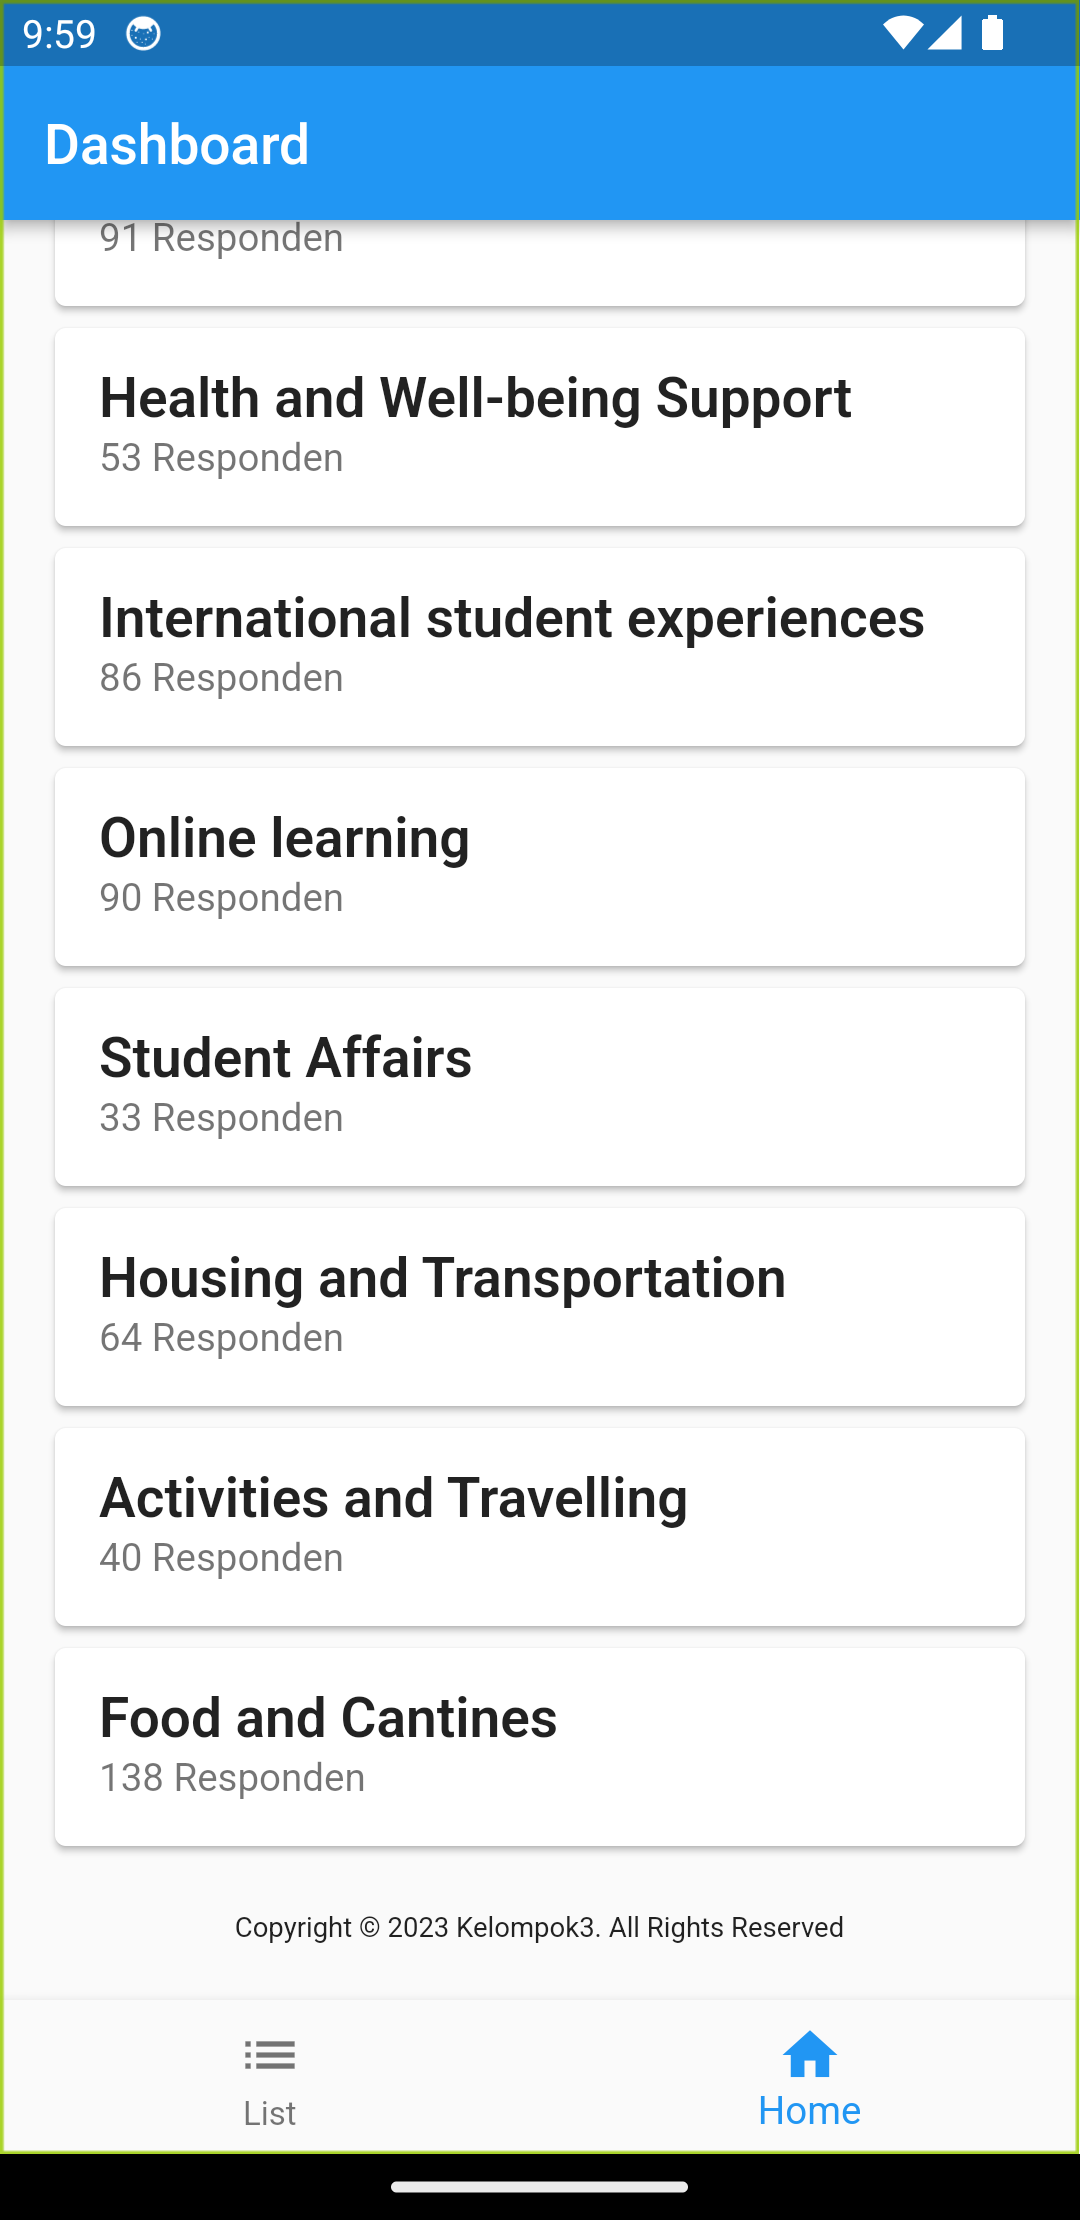 9:59
Dashboard
91 Responden
Health and Well-being Support
53 Responden
International student experiences
86 Responden
Online learning
90 Responden
Student Affairs
33 Responden
Housing and Transportation
64 Responden
Activities and Travelling
40 Responden
Food and Cantines
138 Responden
Copyright © 2023 Kelompok3. All Rights Reserved
List
Home